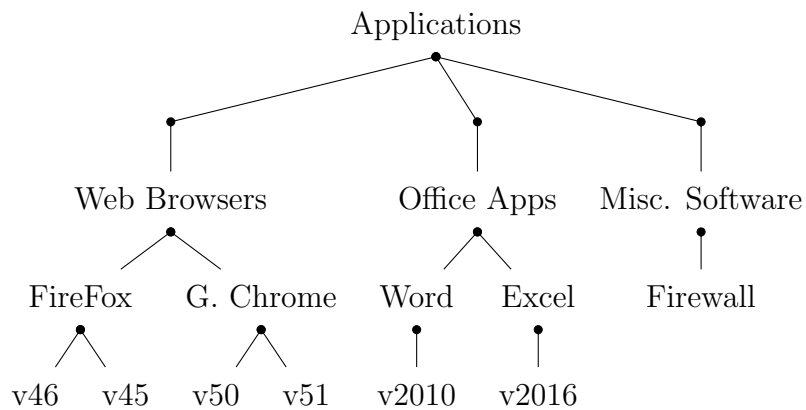 Applications
Web Browsers Office Apps Misc. Software
FireFox G. Chrome Word Excel Firewall
v46 v45 v50 v51 v2010 v2016